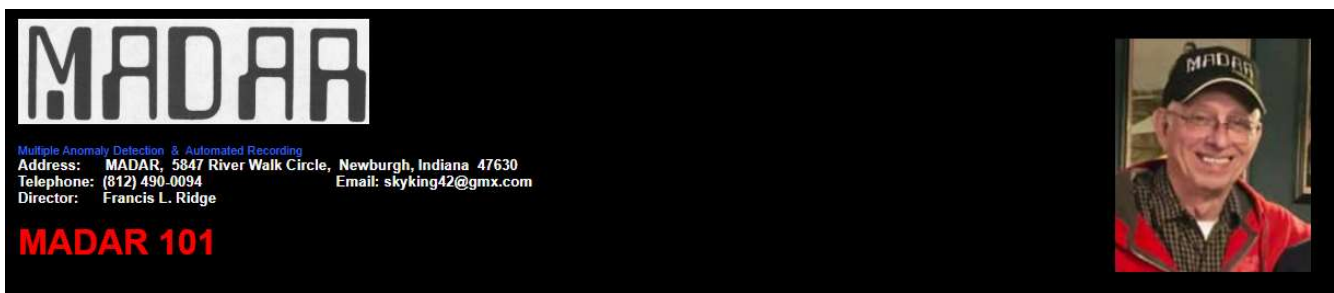 MADAR
MADAR
Multiple Anomaly Detection & Automated Recording
Address: MADAR, 5847 River Walk Circle, Newburgh, Indiana 47630
Telephone: (812) 490-0094 Email: skyking42@gmx.com
Director: Francis L. Ridge
MADAR 101